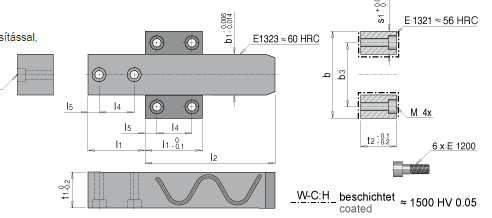 sítással,
b1 -0.006 -0.014
E1323 ≈ 60 HRC
s1 +
E 1321 ≈ 56 HRC
b
b3
l5
l4
l5
l4
M 4x
l1
l1 0 -0.1
t2 -0.1 -0.2
l2
6 x E 1200
t1 0 -0.2
W-C:H beschichtet ≈ 1500 HV 0.05
coated